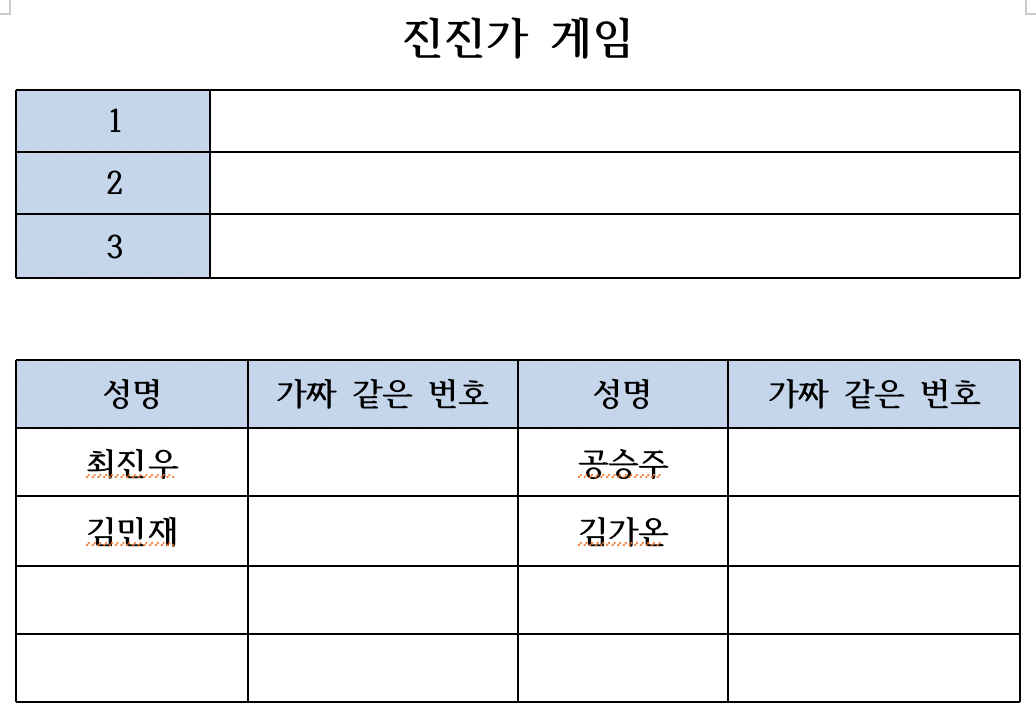 진진가 게임
1
2
3
성명 가짜 같은 번호 성명 가짜 같은 번호
최진우 공승주
김민재 김가온